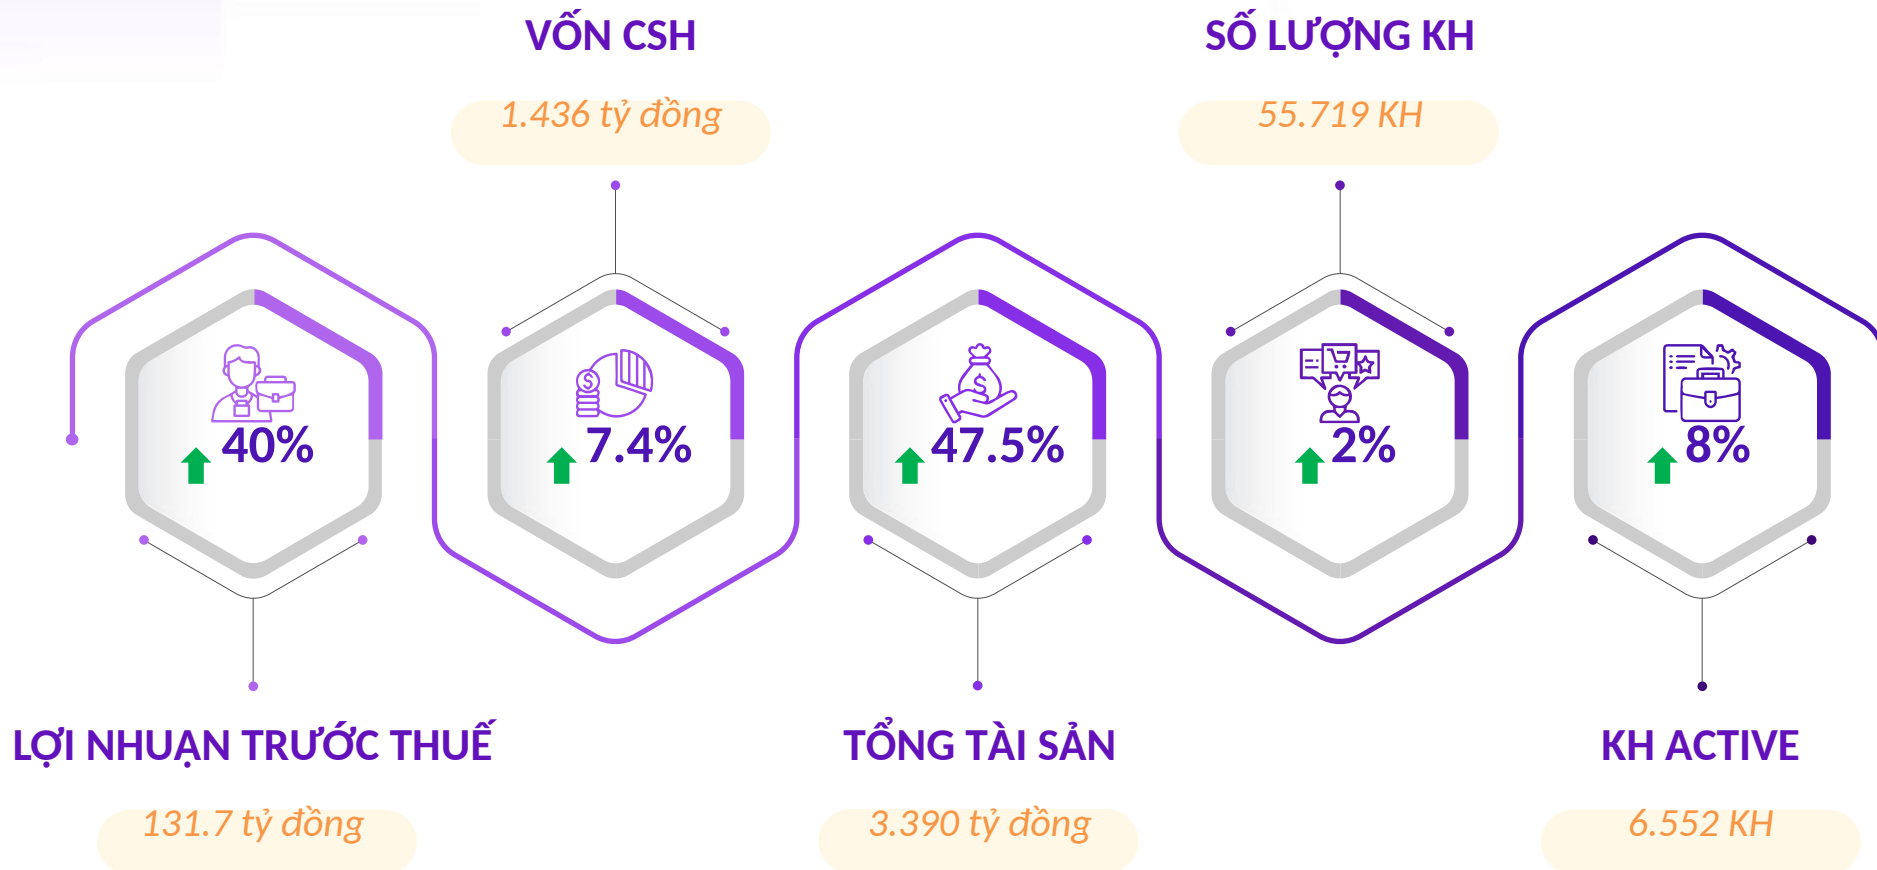 VỐN CSH
1.436 tỷ đồng
SỐ LƯỢNG KH
55.719 KH
40%
7.4%
47.5%
2%
8%
LỢI NHUẬN TRƯỚC THUẾ
131.7 tỷ đồng
TỔNG TÀI SẢN
3.390 tỷ đồng
KH ACTIVE
6.552 KH